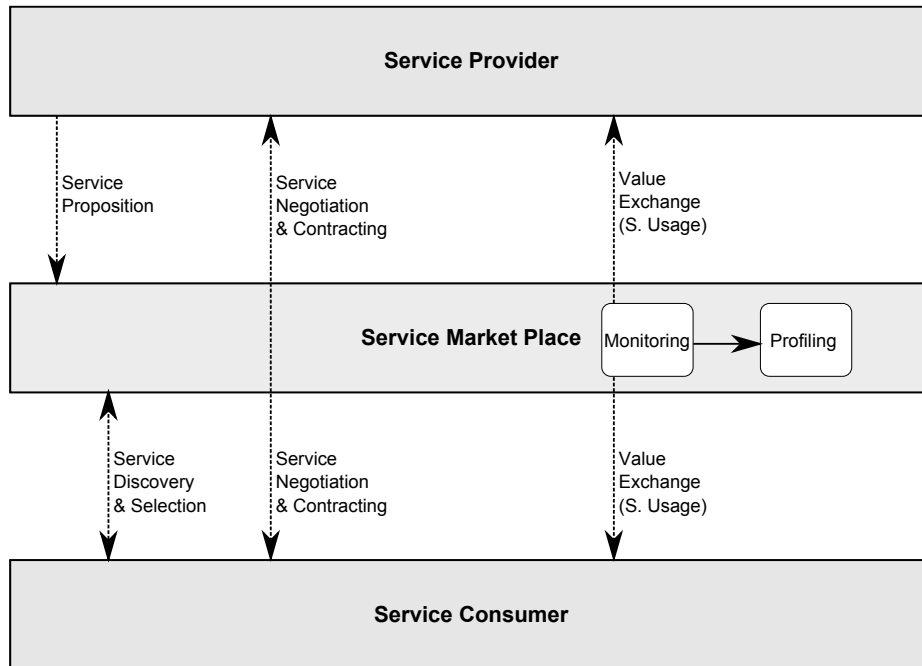 Service Provider
Service
Proposition
Service
Negotiation
& Contracting
Value
Exchange
(S. Usage)
Service Market Place
Monitoring
Profiling
Service
Discovery
& Selection
Service
Negotiation
& Contracting
Value
Exchange
(S. Usage)
Service Consumer